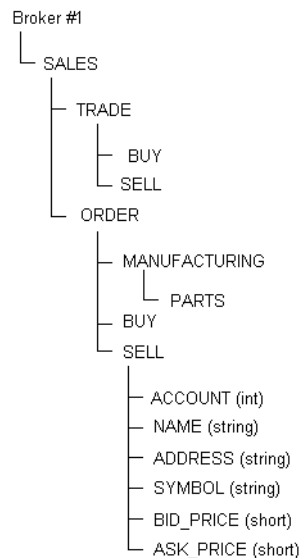 Broker #1
SALES
TRADE
BUY
SELL
ORDER
MANUFACTURING
PARTS
BUY
SELL
ACCOUNT (int)
NAME (string)
ADDRESS (string)
SYMBOL (string)
BID_PRICE (short)
ASK_PRICE (short)